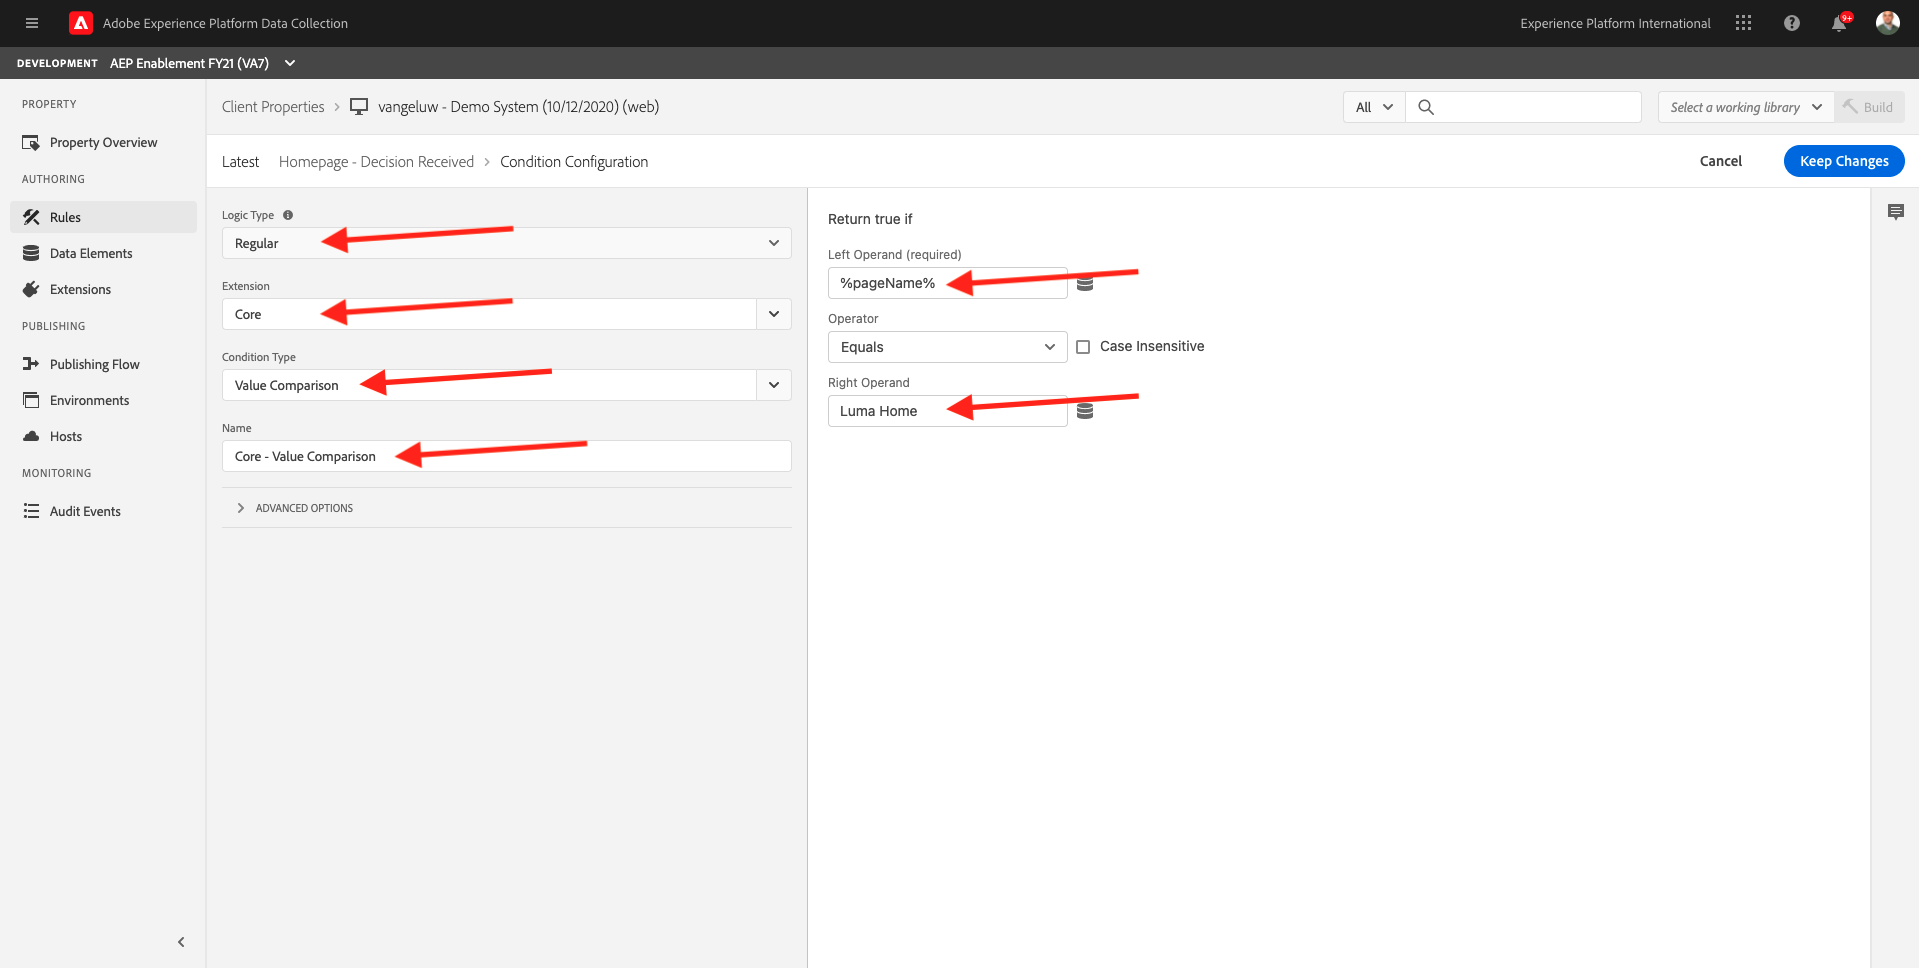 Adobe Experience Platform Data Collection
Experience Platform International
9+
DEVELOPMENT AEP Enablement FY21 (VA7)
PROPERTY
Property Overview
AUTHORING
Rules
Data Elements
Extensions
PUBLISHING
Publishing Flow
Environments
Hosts
MONITORING
Audit Events
Client Properties > vangeluw - Demo System (10/12/2020) (web)
All
Select a working library
Build
Latest Homepage - Decision Received > Condition Configuration
Cancel
Keep Changes
Logic Type
Regular
Extension
Core
Condition Type
Value Comparison
Name
Core - Value Comparison
ADVANCED OPTIONS
Return true if
Left Operand (required)
%pageName%
Operator
Equals
Case Insensitive
Right Operand
Luma Home